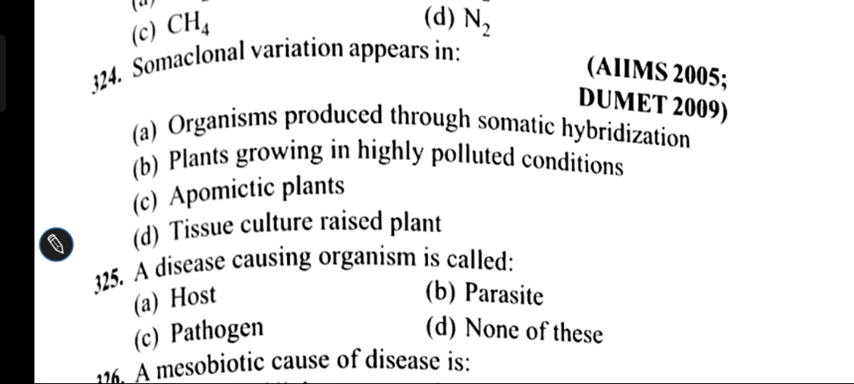 (c) CH₄ (d) N₂
324. Somaclonal variation appears in:
(AIIMS 2005;
DUMET 2009)
(a) Organisms produced through somatic hybridization
(b) Plants growing in highly polluted conditions
(c) Apomictic plants
(d) Tissue culture raised plant
325. A disease causing organism is called:
(a) Host (b) Parasite
(c) Pathogen (d) None of these
326. A mesobiotic cause of disease is: